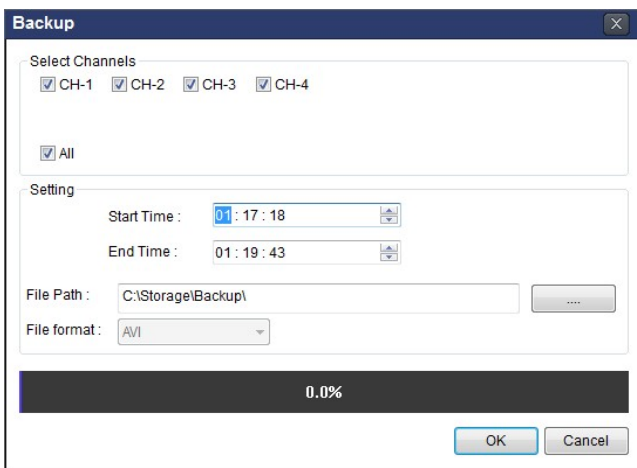 Backup
Select Channels
CH-1 CH-2 CH-3 CH-4
All
Setting
Start Time : 01 : 17 : 18
End Time : 01 : 19 : 43
File Path : C:\Storage\Backup\ ....
File format : AVI
0.0%
OK Cancel